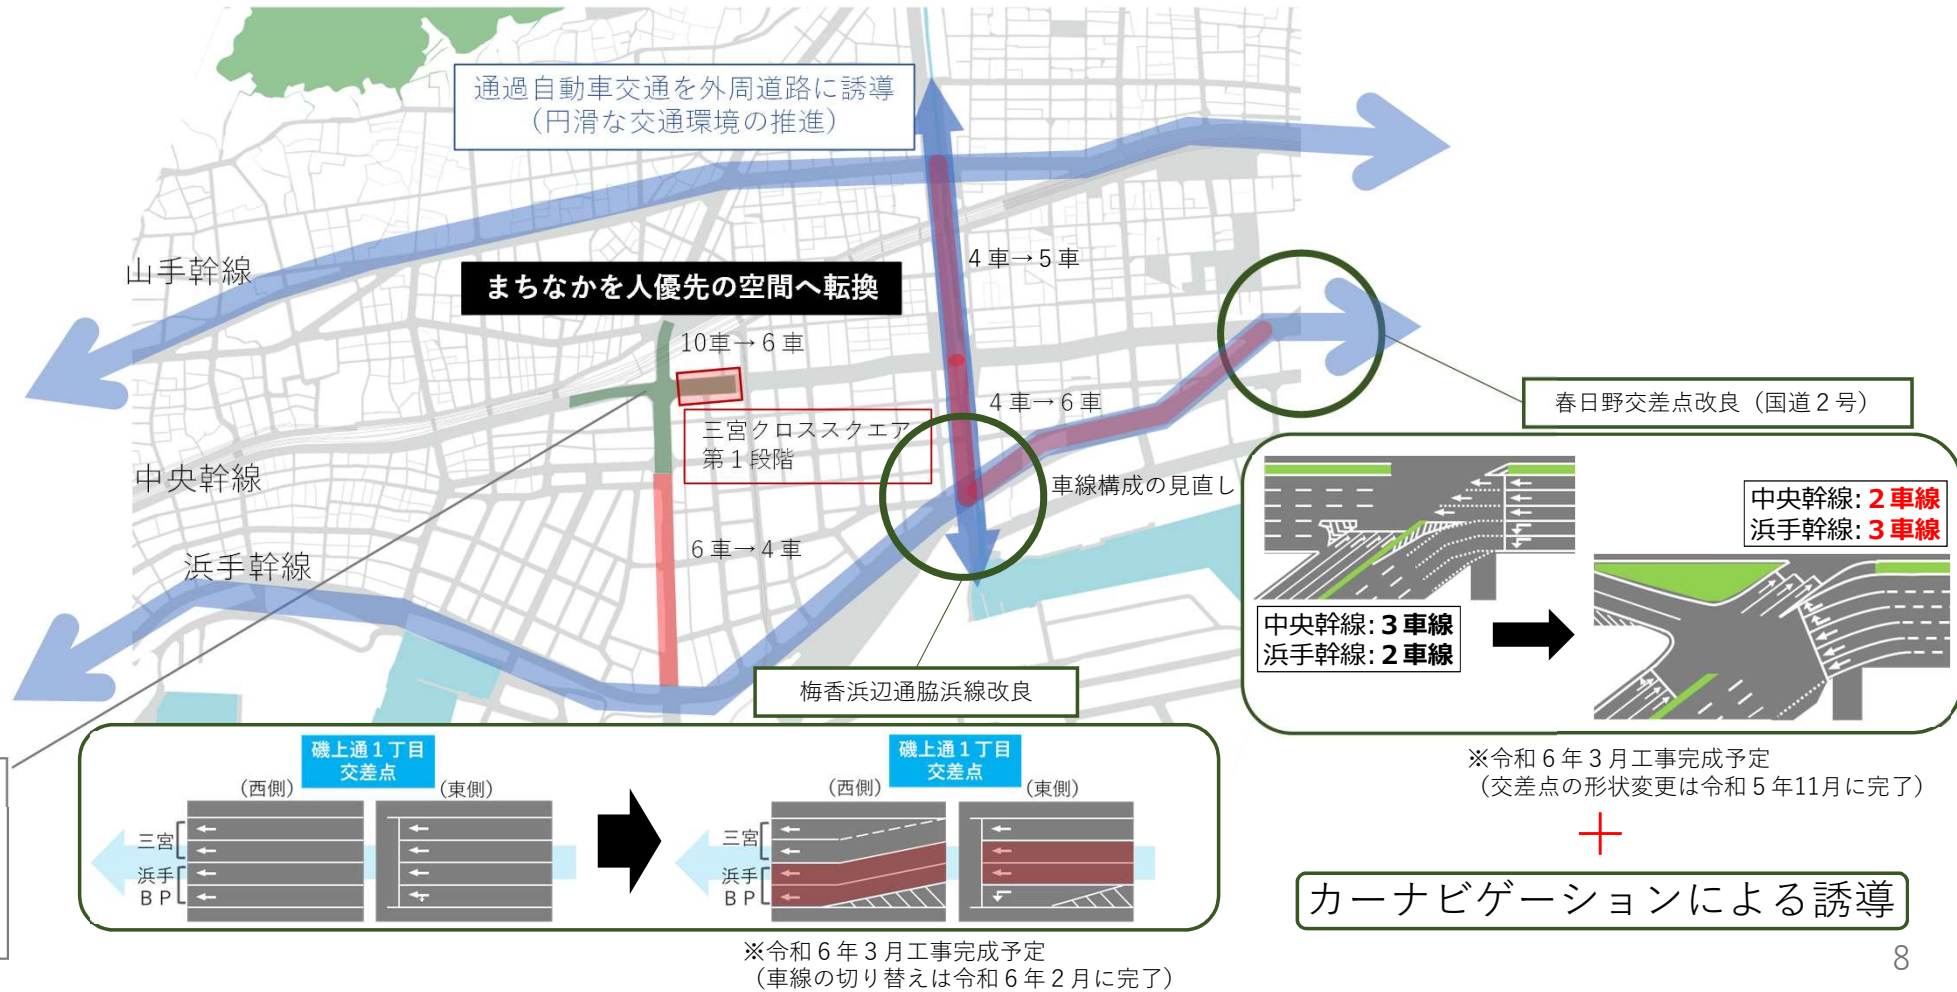 通過自動車交通を外周道路に誘導
（円滑な交通環境の推進）
山手幹線
まちなかを人優先の空間へ転換
4車→5車
10車→6車
春日野交差点改良（国道2号）
4車→6車
三宮クロススクエア
第1段階
中央幹線
車線構成の見直し
中央幹線:2車線
浜手幹線:3車線
6車→4車
浜手幹線
中央幹線:3車線
浜手幹線:2車線
梅香浜辺通脇浜線改良
※令和6年3月工事完成予定
（交差点の形状変更は令和5年11月に完了）
磯上通1丁目
交差点
（西側）
（東側）
三宮
浜手
BP
磯上通1丁目
交差点
（西側）
（東側）
三宮
浜手
BP
※令和6年3月工事完成予定
（車線の切り替えは令和6年2月に完了）
＋
カーナビゲーションによる誘導
8